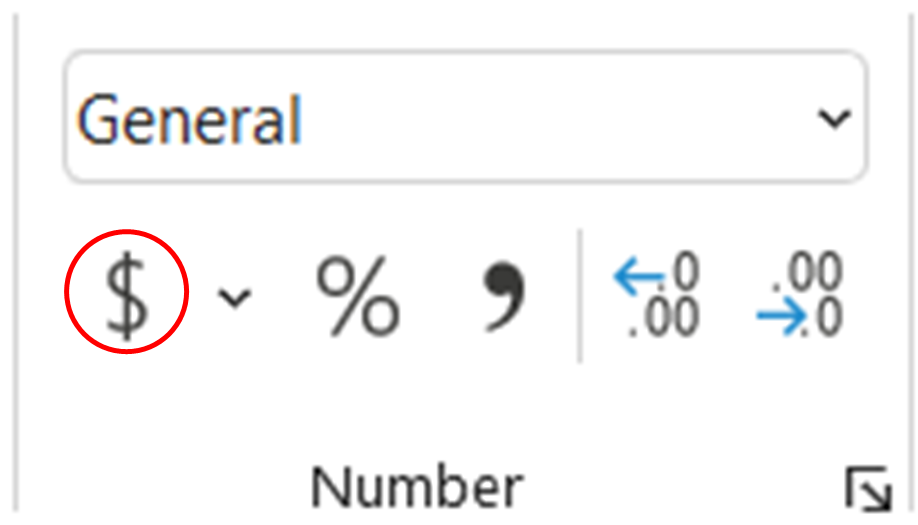 General
$ % , .0 .00
.00 .0
Number